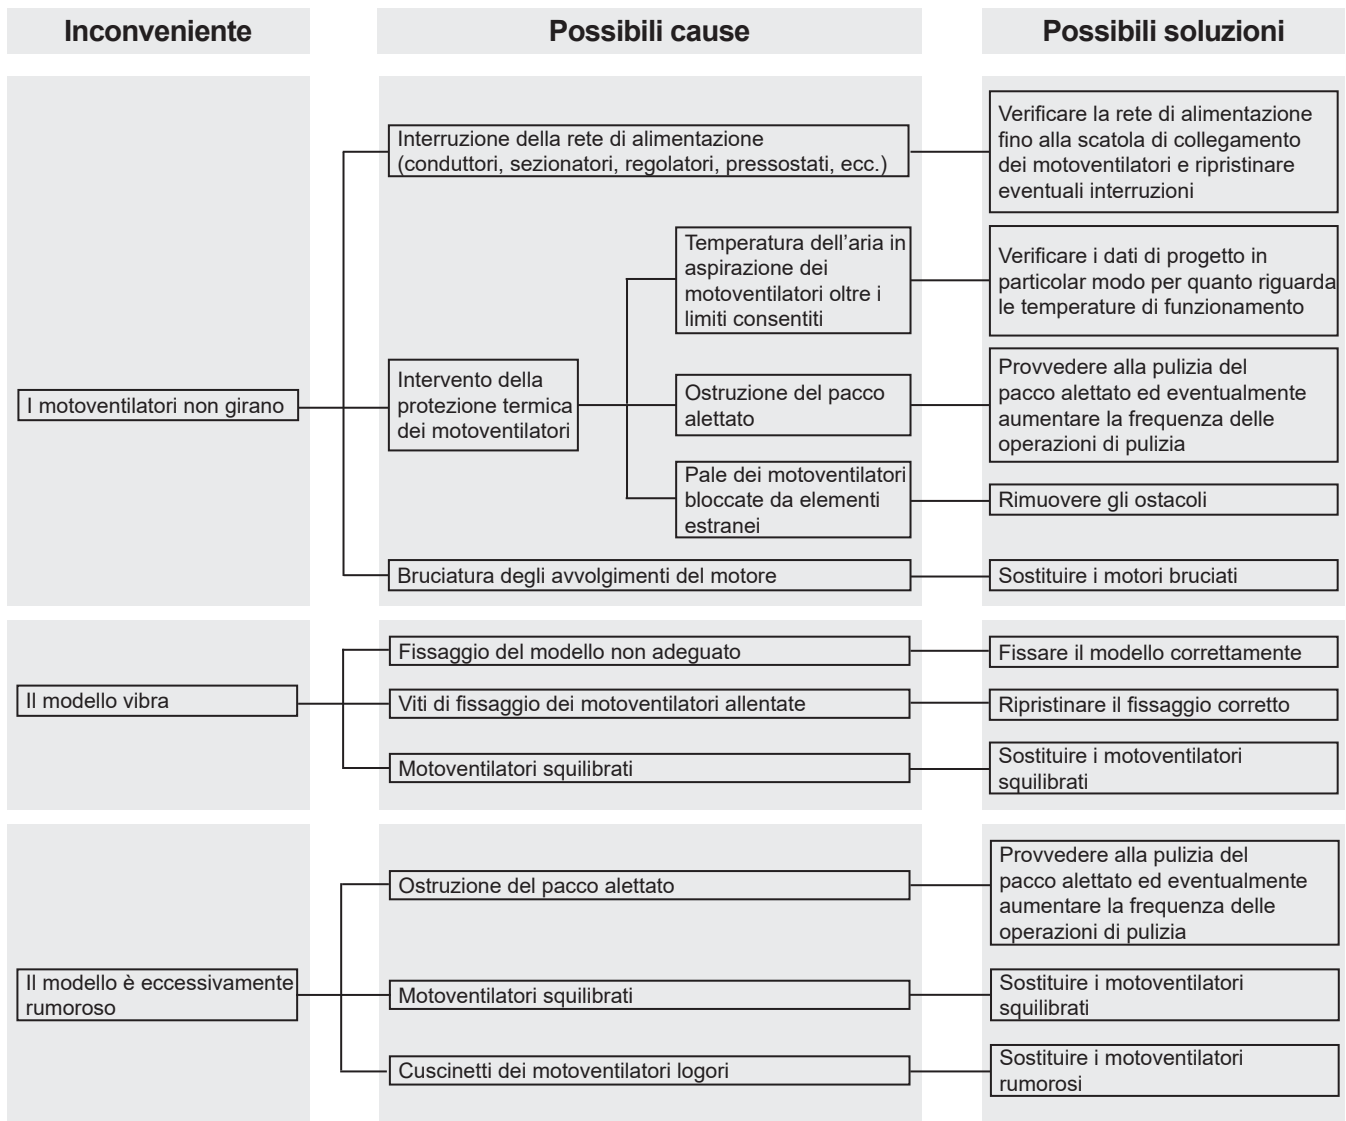 Inconveniente
Possibili cause
Possibili soluzioni
I motoventilatori non girano
Interruzione della rete di alimentazione
(conduttori, sezionatori, regolatori, pressostati, ecc.)
Verificare la rete di alimentazione
fino alla scatola di collegamento
dei motoventilatori e ripristinare
eventuali interruzioni
Intervento della
protezione termica
dei motoventilatori
Temperatura dell’aria in
aspirazione dei
motoventilatori oltre i
limiti consentiti
Verificare i dati di progetto in
particolar modo per quanto riguarda
le temperature di funzionamento
Ostruzione del pacco
alettato
Provvedere alla pulizia del
pacco alettato ed eventualmente
aumentare la frequenza delle
operazioni di pulizia
Pale dei motoventilatori
bloccate da elementi
estranei
Rimuovere gli ostacoli
Bruciatura degli avvolgimenti del motore
Sostituire i motori bruciati
Il modello vibra
Fissaggio del modello non adeguato
Fissare il modello correttamente
Viti di fissaggio dei motoventilatori allentate
Ripristinare il fissaggio corretto
Motoventilatori squilibrati
Sostituire i motoventilatori
squilibrati
Il modello è eccessivamente
rumoroso
Ostruzione del pacco alettato
Provvedere alla pulizia del
pacco alettato ed eventualmente
aumentare la frequenza delle
operazioni di pulizia
Motoventilatori squilibrati
Sostituire i motoventilatori
squilibrati
Cuscinetti dei motoventilatori logori
Sostituire i motoventilatori
rumorosi